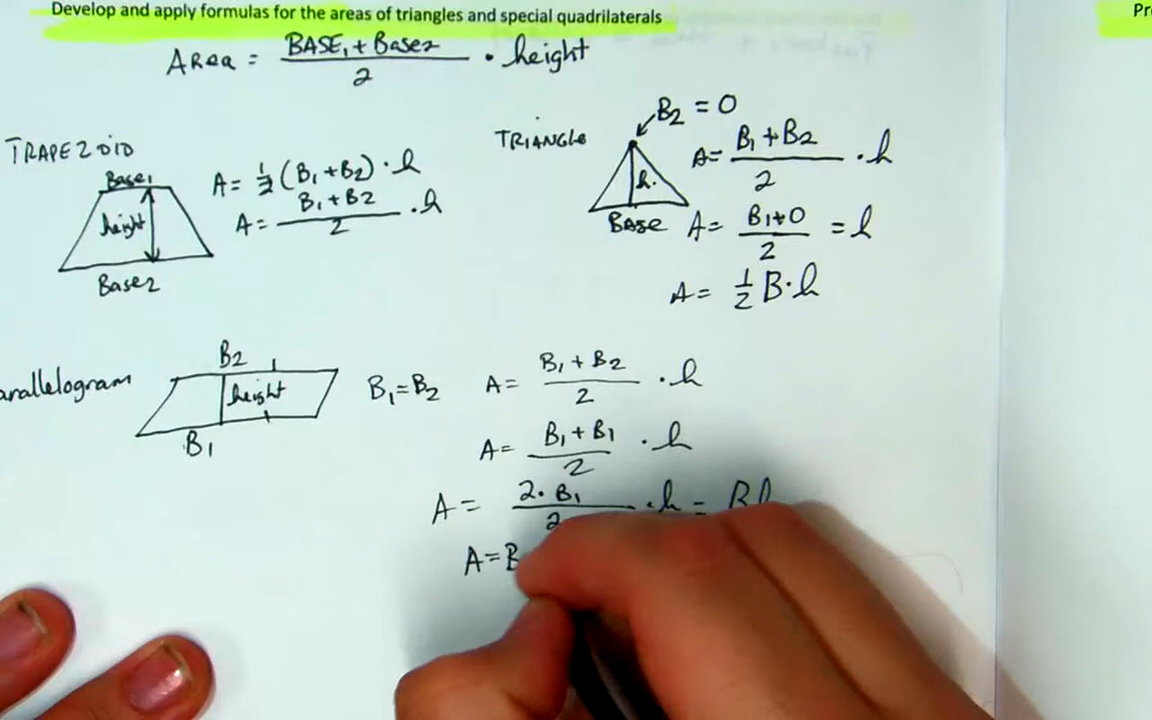 Develop and apply formulas for the areas of triangles and special quadrilaterals
Pr
AREA = BASE₁ + Base₂ / 2 · height
TRAPEZOID
Base₁
height
Base₂
A = ½ (B₁ + B₂) · h
A = B₁ + B₂ / 2 · h
TRIANGLE
B₂ = 0
h.
BASE
A = B₁ + B₂ / 2 · h
A = B₁ + 0 / 2 = h
A = ½ B · h
arallelogram
B₂
height
B₁
B₁ = B₂
A = B₁ + B₂ / 2 · h
A = B₁ + B₁ / 2 · h
A = 2 · B₁ / 2 · h = Bh
A = B